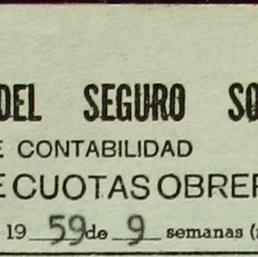 DEL SEGURO SO
E CONTABILIDAD
E CUOTAS OBRER
19 59 de 9 semanas (